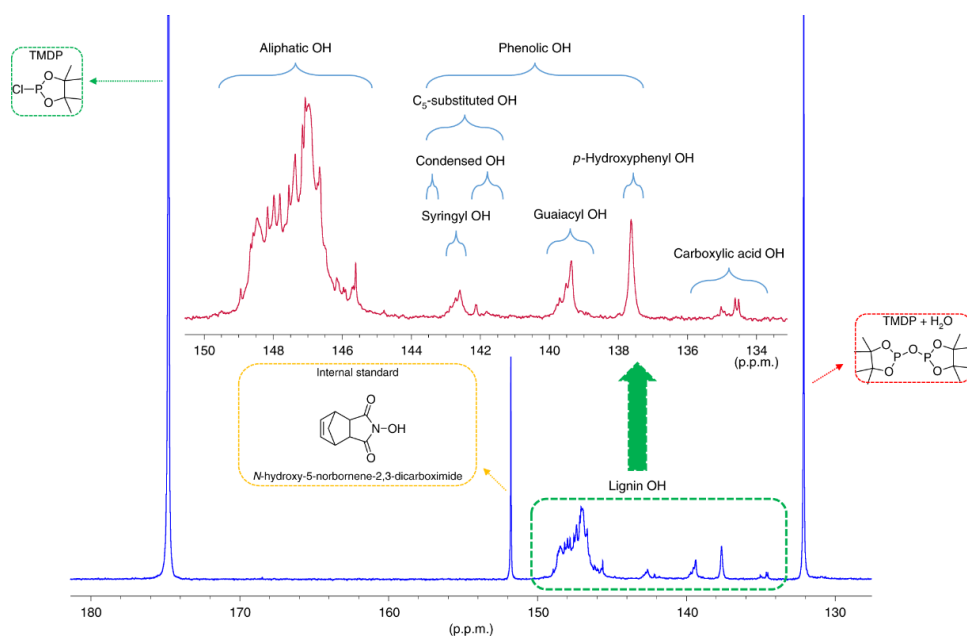 Aliphatic OH
Phenolic OH
TMDP
Cl
P
O
O
C5-substituted OH
Condensed OH
p-Hydroxyphenyl OH
Syringyl OH
Guaiacyl OH
Carboxylic acid OH
150 148 146 144 142 140 137 135 134
(p.p.m.)
TMDP + H2O
O
O
O
P
P
O
O
Internal standard
O
N-OH
O
N-hydroxy-5-norbornene-2,3-dicarboximide
Lignin OH
180 170 160 150 140 130
(p.p.m.)